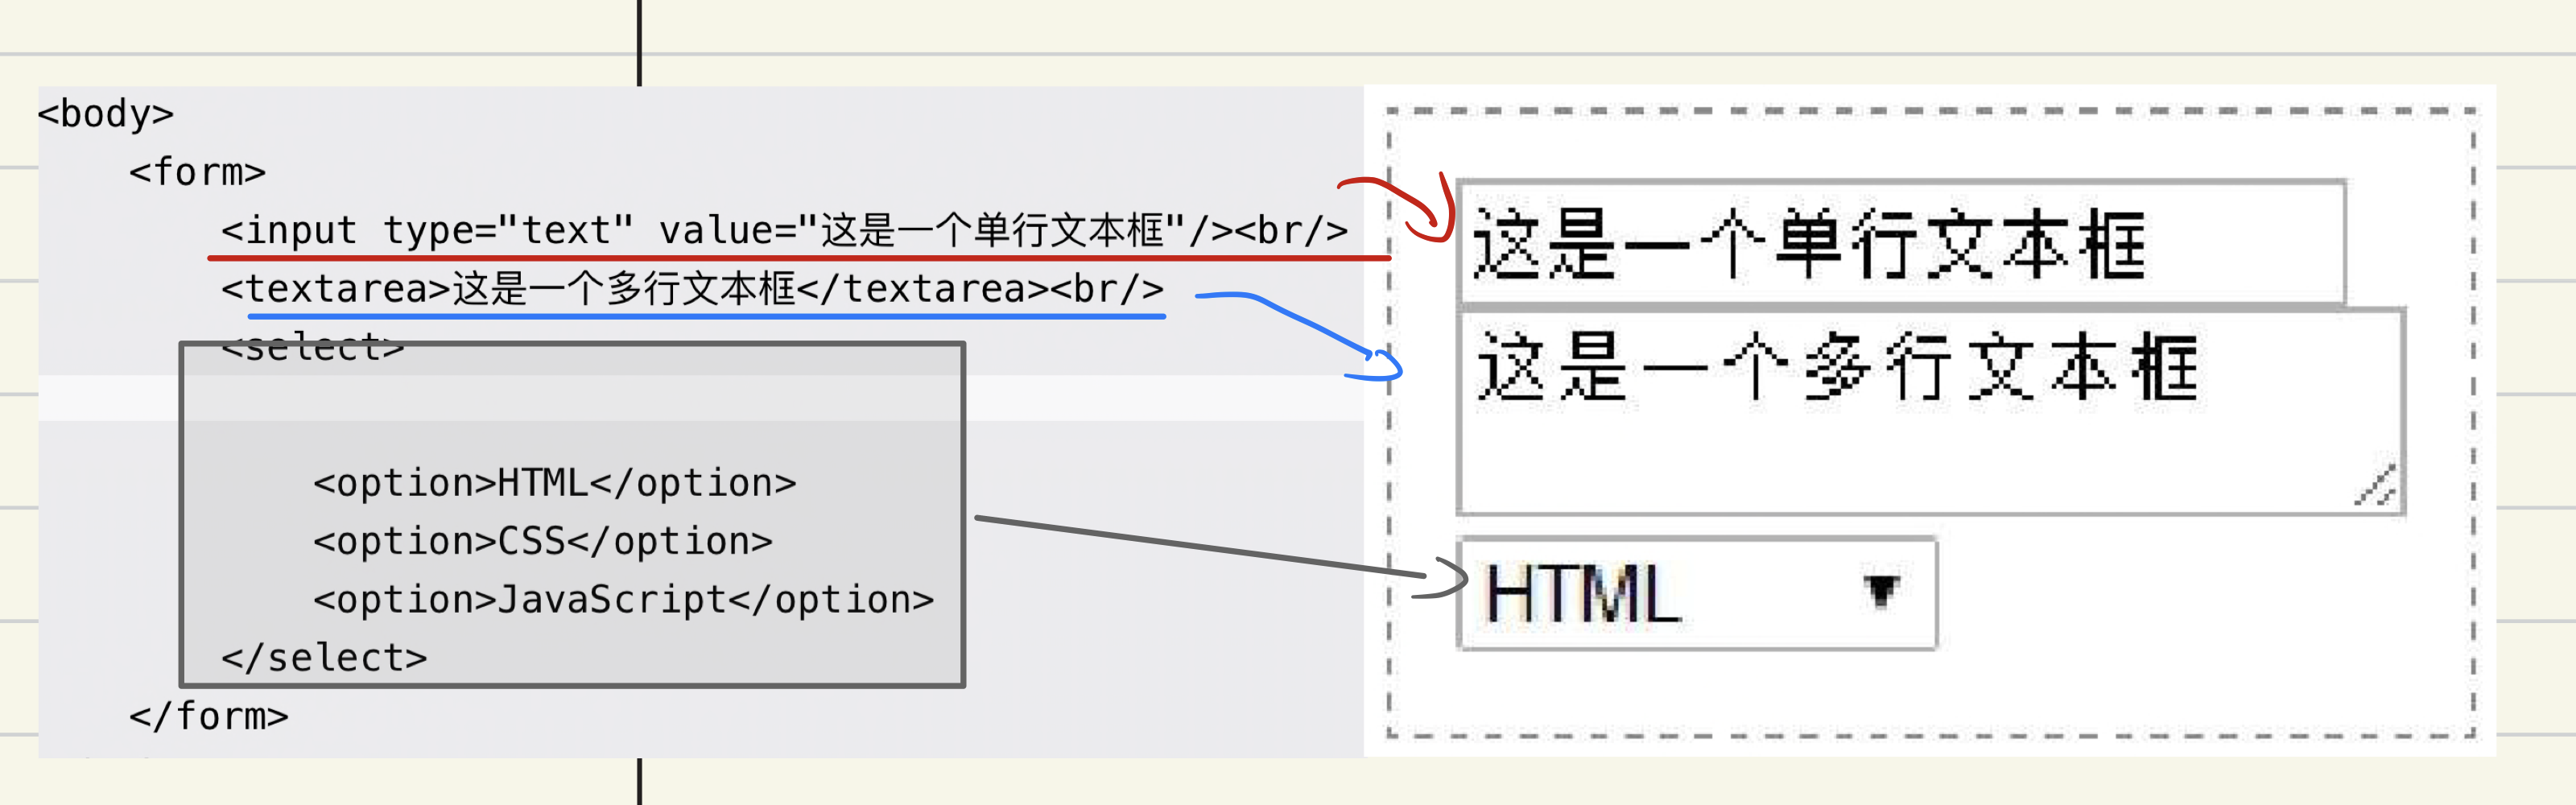 <body>
<form>
<input type="text" value="这是一个单行文本框"/><br/>
<textarea>这是一个多行文本框</textarea><br/>
<select>
<option>HTML</option>
<option>CSS</option>
<option>JavaScript</option>
</select>
</form>
这是一个单行文本框
这是一个多行文本框
HTML